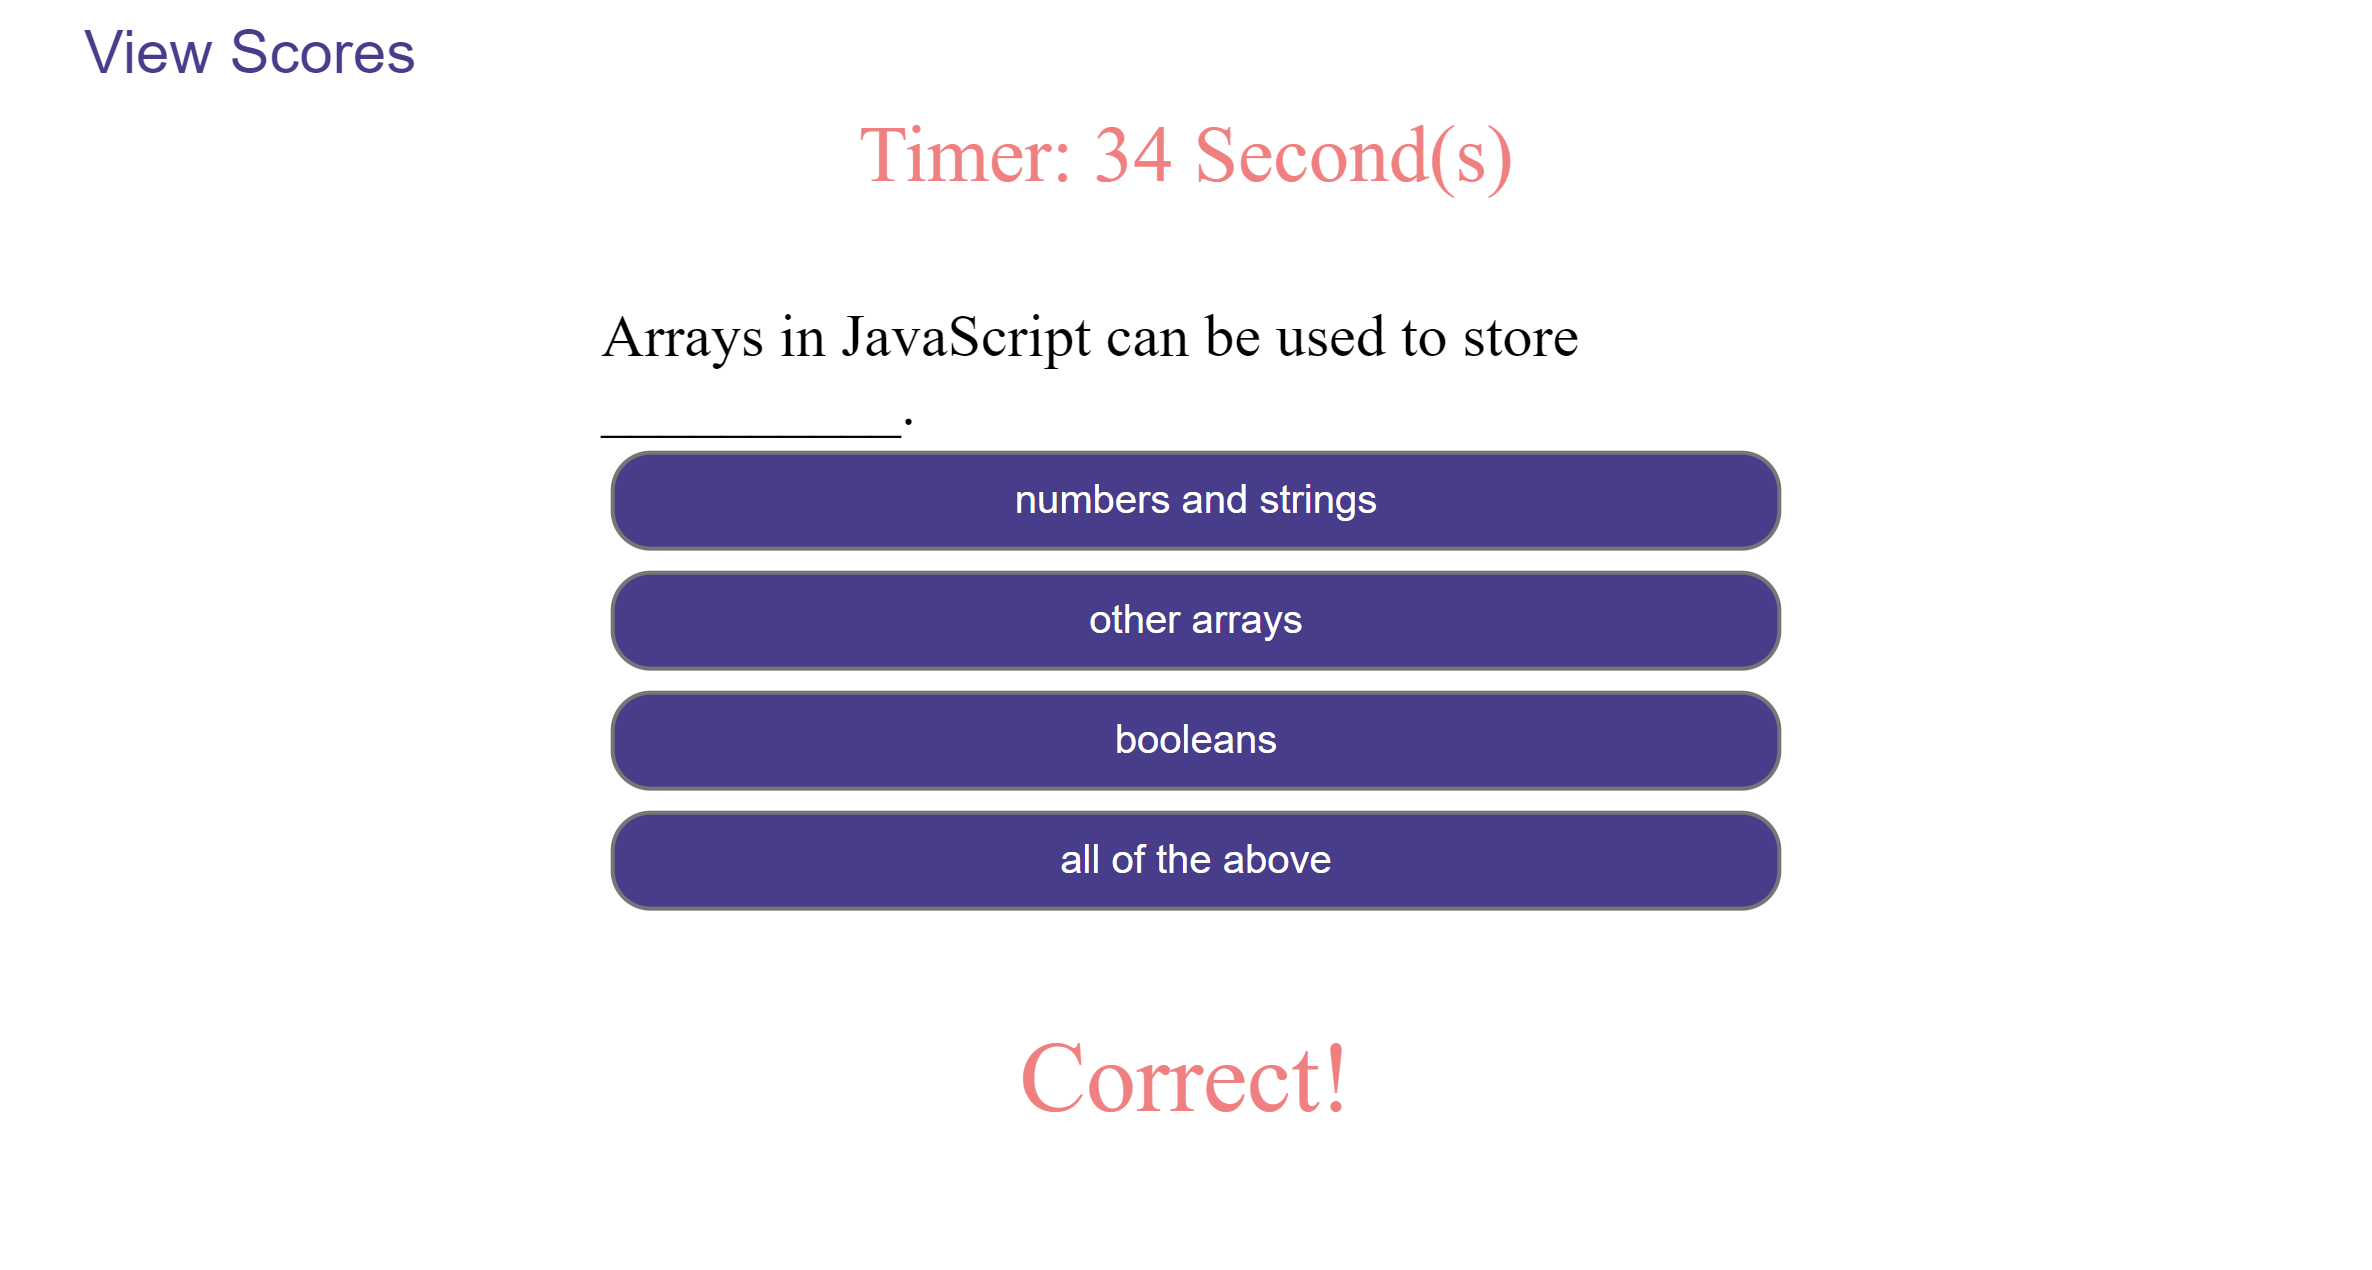 View Scores
Timer: 34 Second(s)
Arrays in JavaScript can be used to store
__________.
numbers and strings
other arrays
booleans
all of the above
Correct!